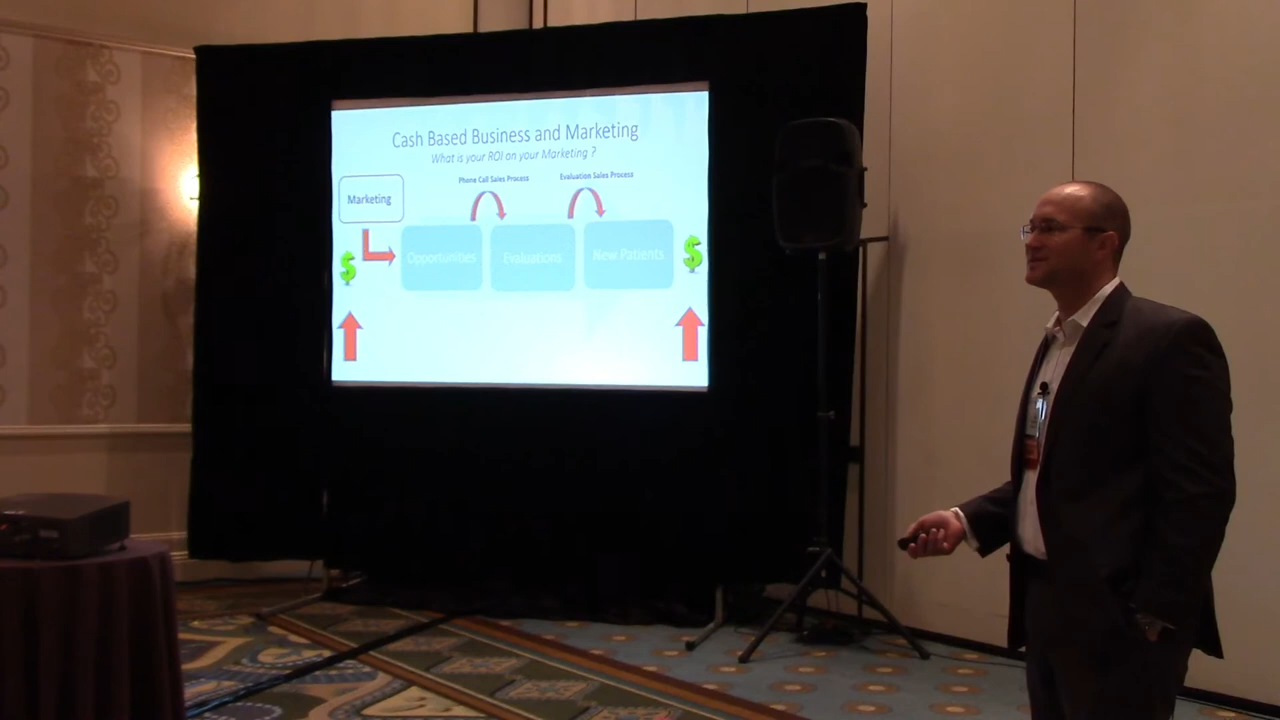 Cash Based Business and Marketing
What is your ROI on your Marketing ?
Phone Call Sales Process
Evaluation Sales Process
Marketing
Opportunities
Evaluations
New Patients
$
$